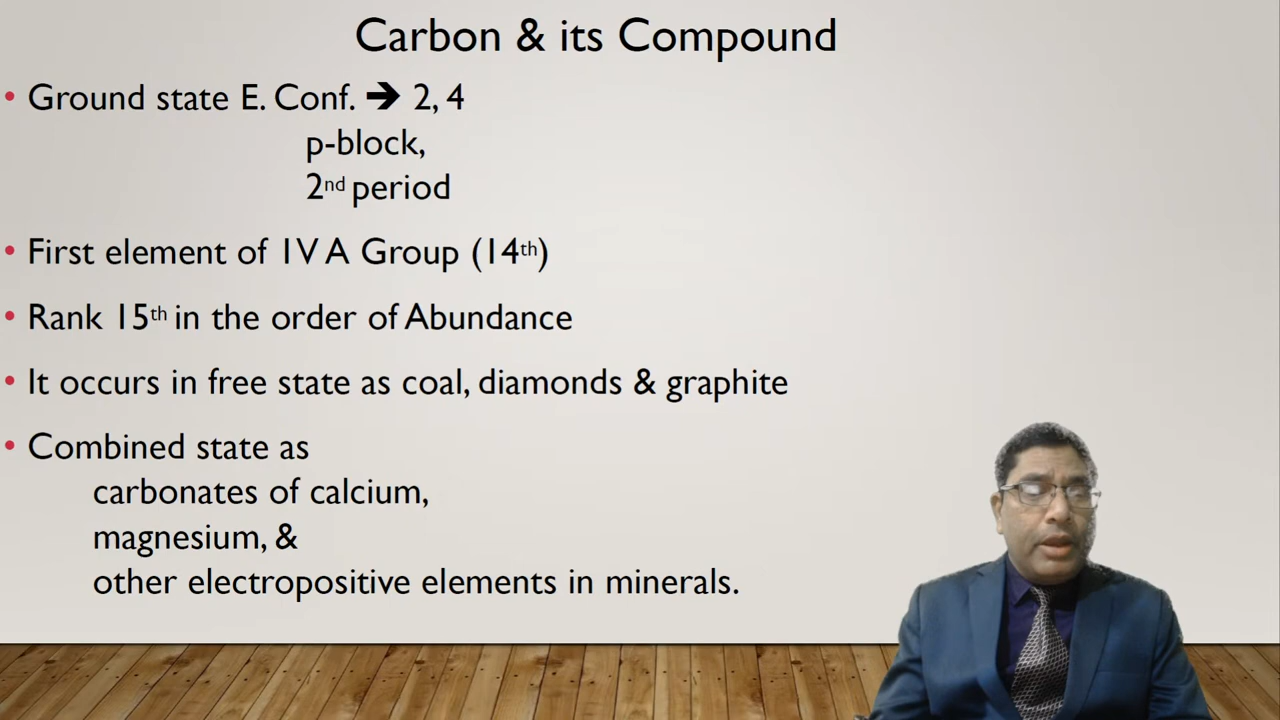 Carbon & its Compound
• Ground state E. Conf. ➔ 2, 4
p-block,
2nd period
• First element of 1V A Group (14th)
• Rank 15th in the order of Abundance
• It occurs in free state as coal, diamonds & graphite
• Combined state as
carbonates of calcium,
magnesium, &
other electropositive elements in minerals.